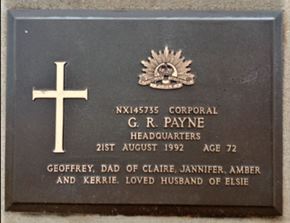 NX145735 CORPORAL
G. R. PAYNE
HEADQUARTERS
21ST AUGUST 1992 AGE 72
GEOFFREY, DAD OF CLAIRE, JANNIFER, AMBER
AND KERRIE. LOVED HUSBAND OF ELSIE